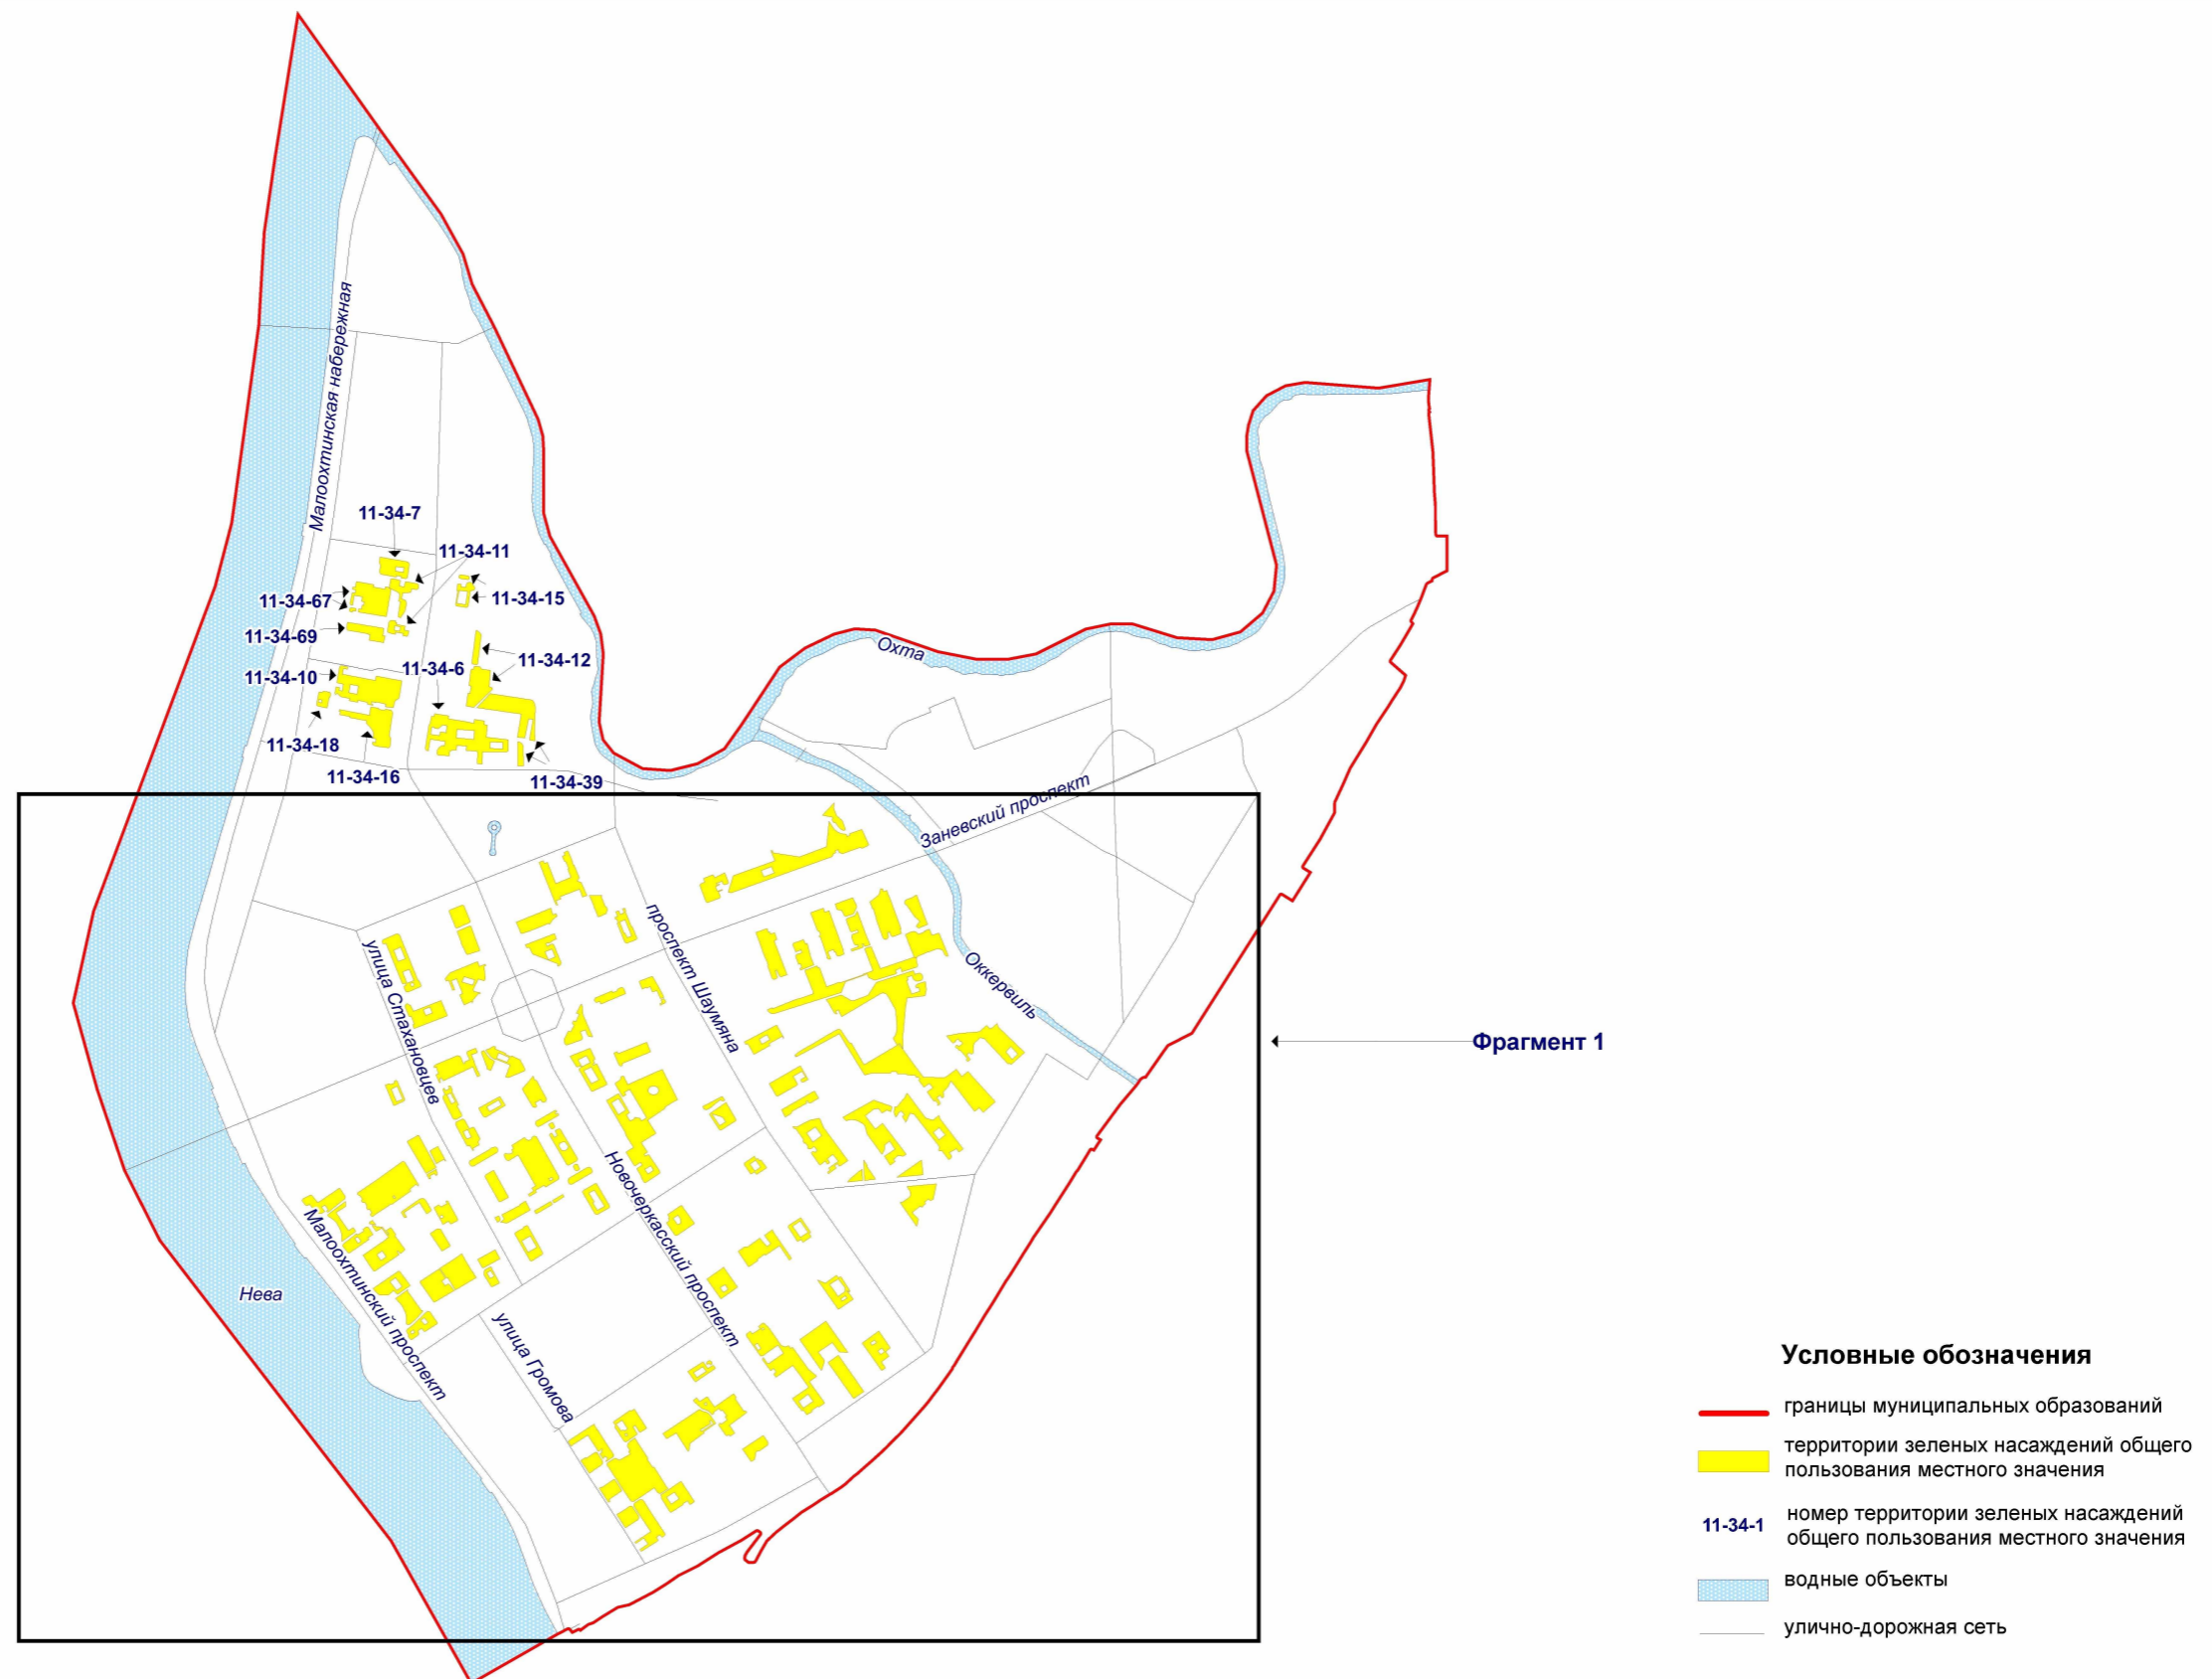 Малоохтинская набережная
11-34-7
11-34-11
11-34-67
11-34-15
11-34-69
11-34-6
11-34-12
11-34-10
11-34-18
11-34-16
11-34-39
Охта
Заневский проспект
проспект Шаумяна
улица Стахановцев
Оккервиль
Фрагмент 1
Новочеркасский проспект
Малоохтинский проспект
Нева
улица Громова
Условные обозначения
границы муниципальных образований
территории зеленых насаждений общего
пользования местного значения
11-34-1
номер территории зеленых насаждений
общего пользования местного значения
водные объекты
улично-дорожная сеть